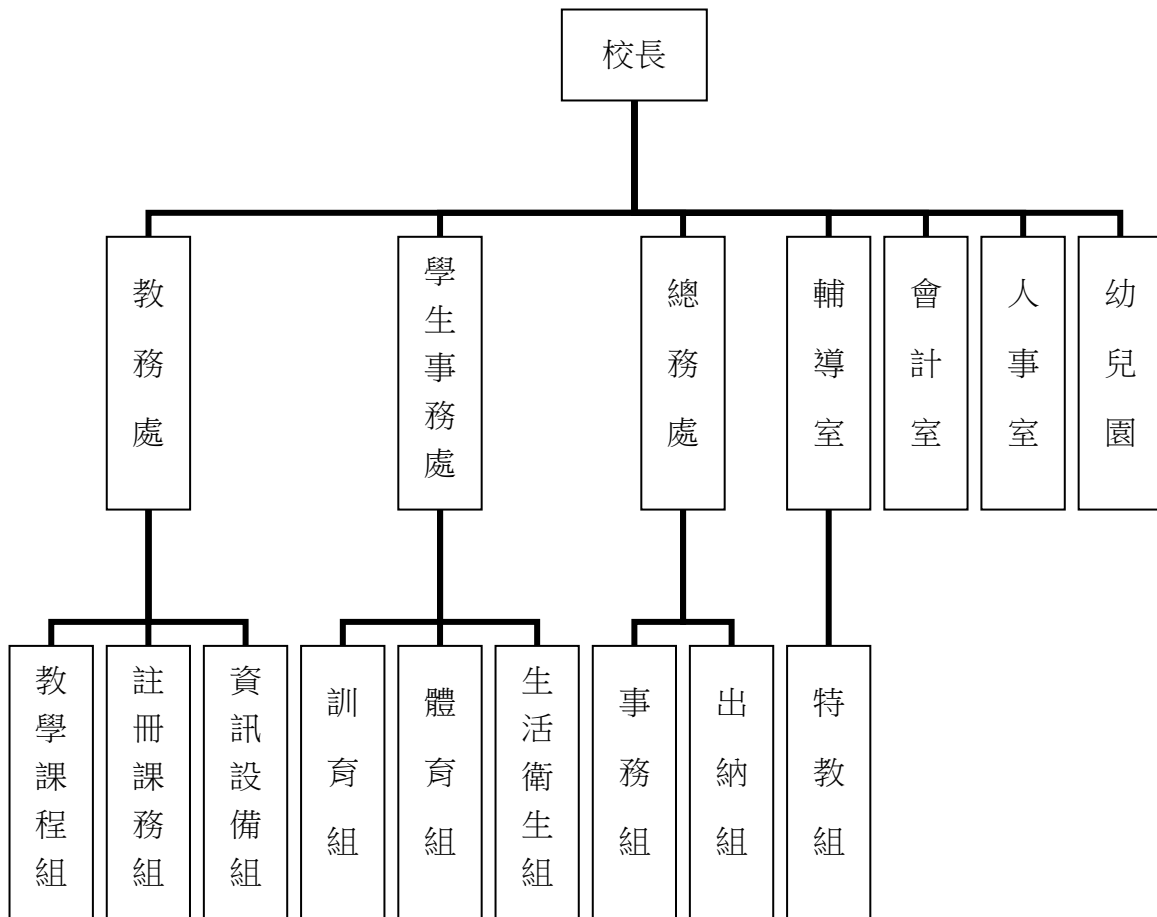 校長
教務處
學生事務處
總務處
輔導室
會計室
人事室
幼兒園
教學課程組
註冊課務組
資訊設備組
訓育組
體育組
生活衛生組
事務組
出納組
特教組